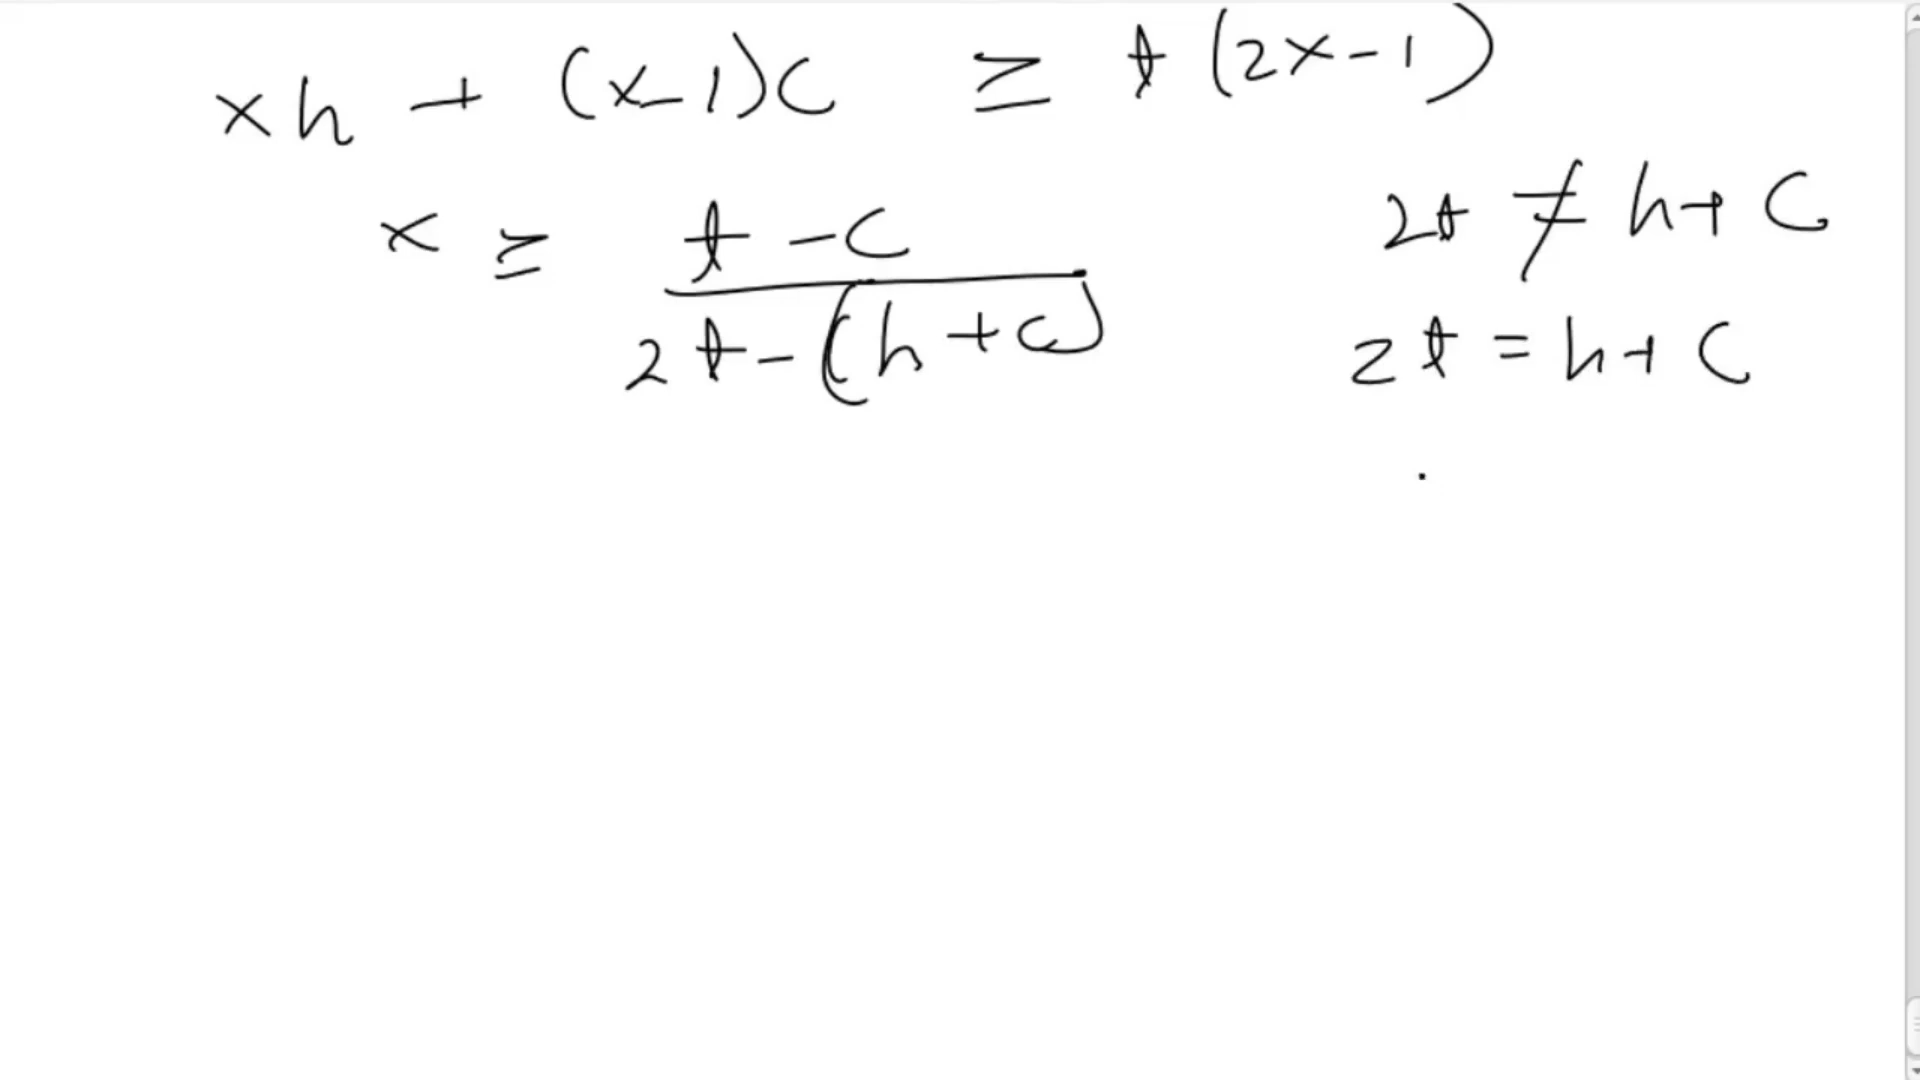 xh + (x-1)c ≥ t(2x-1)
x ≥ t-c / 2t-(h+c)
2t ≠ h+c
2t = h+c